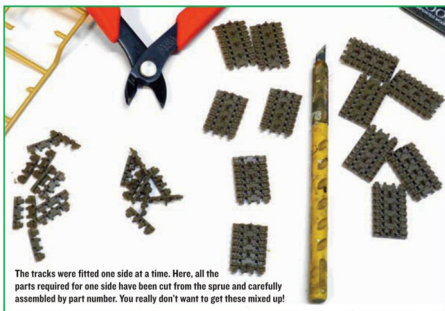 The tracks were fitted one side at a time. Here, all the
parts required for one side have been cut from the sprue and carefully
assembled by part number. You really don't want to get these mixed up!